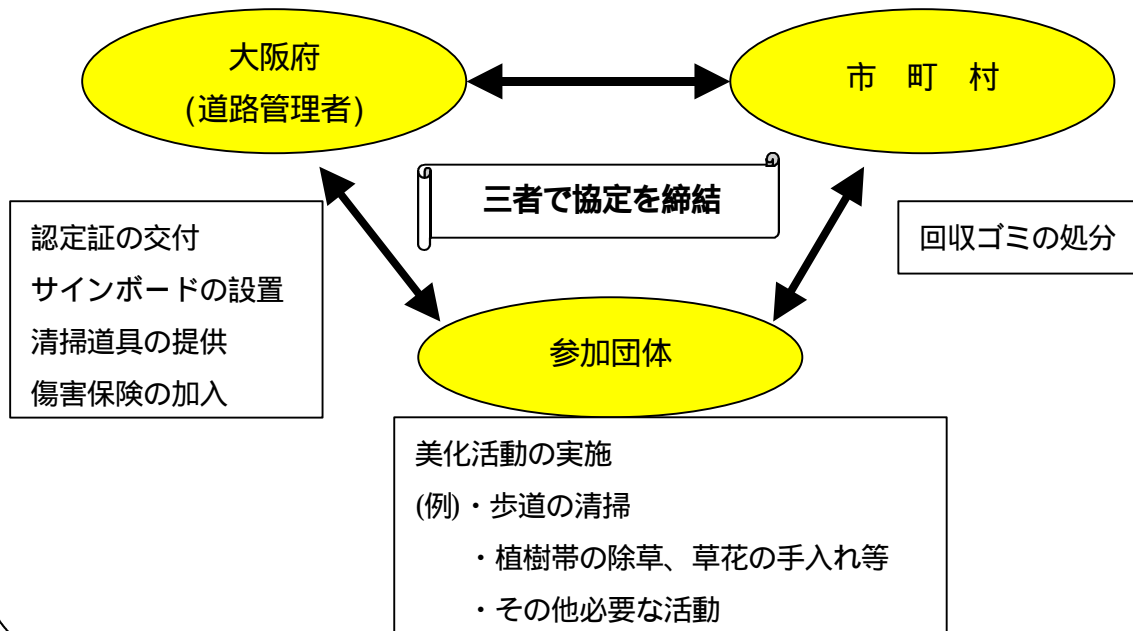 大阪府
(道路管理者)
市 町 村
三者で協定を締結
認定証の交付
サインボードの設置
清掃道具の提供
傷害保険の加入
回収ゴミの処分
参加団体
美化活動の実施
(例)・歩道の清掃
・植樹帯の除草、草花の手入れ等
・その他必要な活動